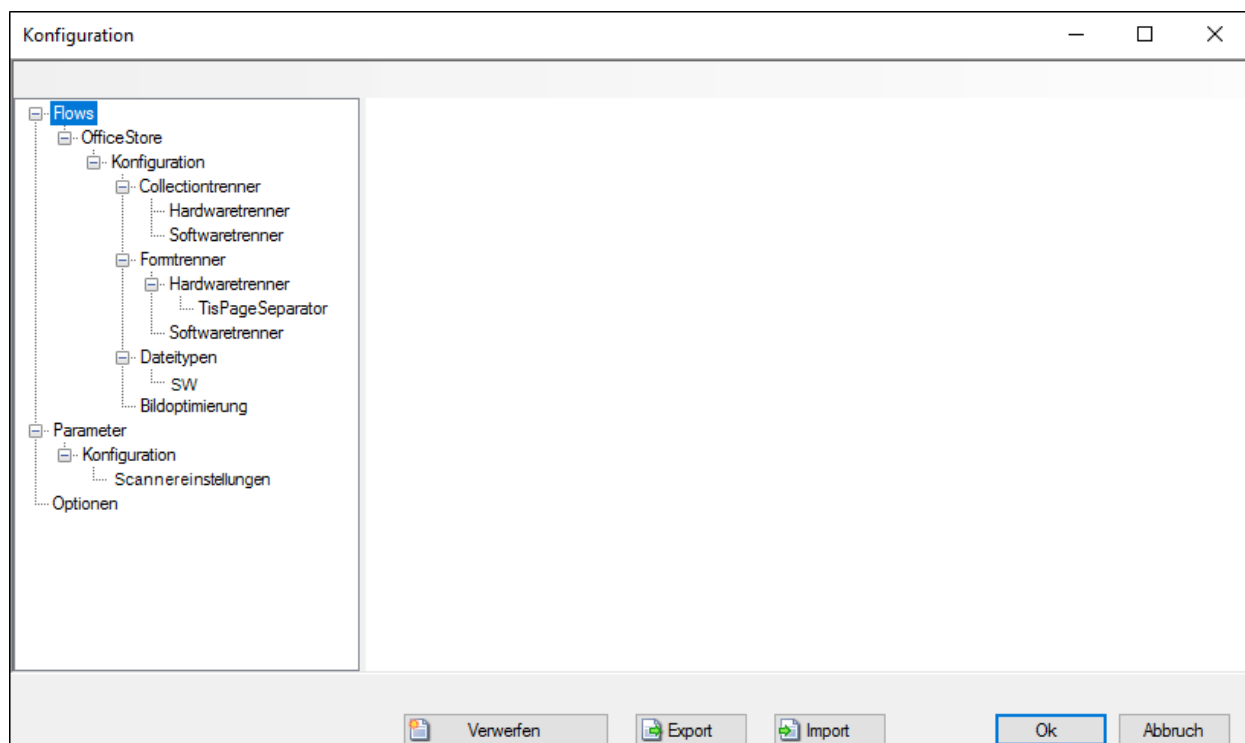 Konfiguration
Flows
OfficeStore
Konfiguration
Collectiontrenner
Hardwaretrenner
Softwaretrenner
Formtrenner
Hardwaretrenner
TisPageSeparator
Softwaretrenner
Dateitypen
SW
Bildoptimierung
Parameter
Konfiguration
Scannereinstellungen
Optionen
Verwerfen Export Import Ok Abbruch